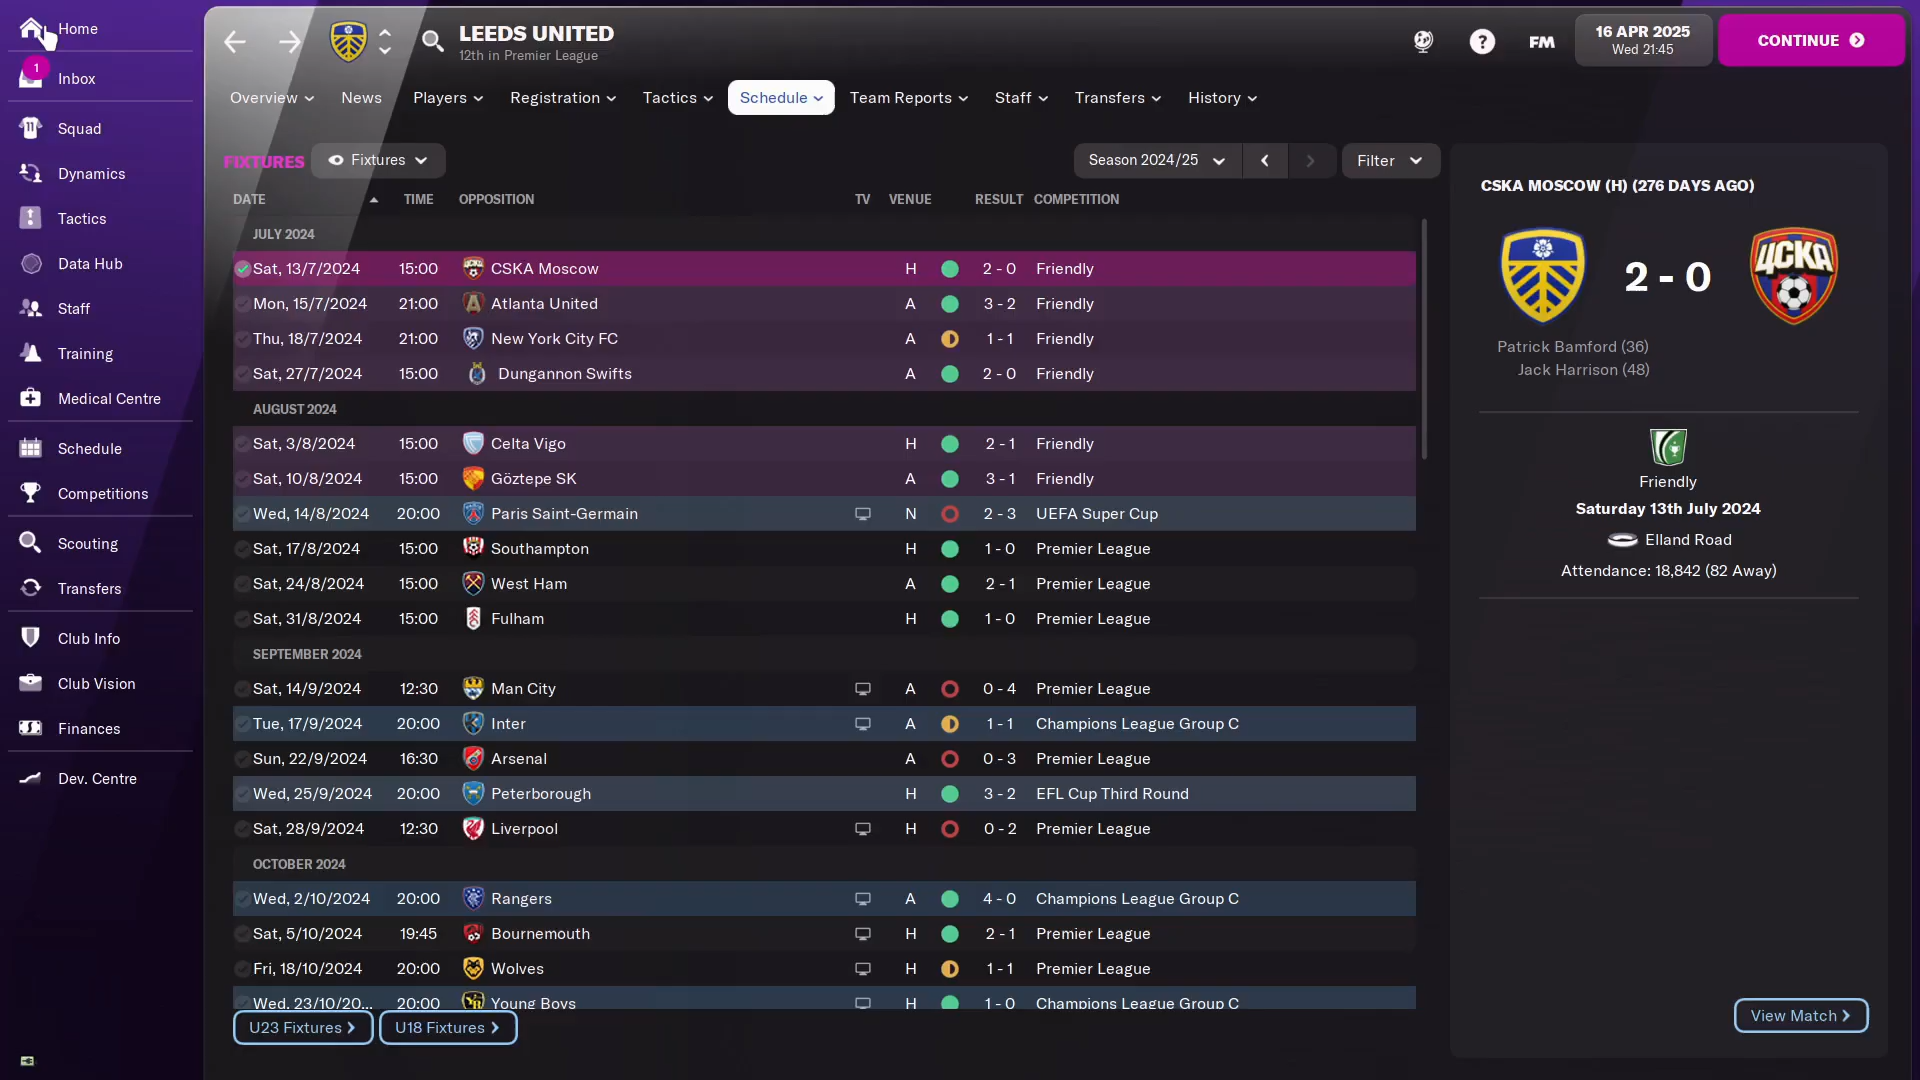 Home
1
Inbox
Squad
Dynamics
Tactics
Data Hub
Staff
Training
Medical Centre
Schedule
Competitions
Scouting
Transfers
Club Info
Club Vision
Finances
Dev. Centre
LEEDS UNITED
12th in Premier League
? FM
16 APR 2025
Wed 21:45
CONTINUE
Overview News Players Registration Tactics Schedule Team Reports Staff Transfers History
FIXTURES Fixtures Season 2024/25 Filter
DATE TIME OPPOSITION TV VENUE RESULT COMPETITION
JULY 2024
Sat, 13/7/2024 15:00 CSKA Moscow H 2 - 0 Friendly
Mon, 15/7/2024 21:00 Atlanta United A 3 - 2 Friendly
Thu, 18/7/2024 21:00 New York City FC A 1 - 1 Friendly
Sat, 27/7/2024 15:00 Dungannon Swifts A 2 - 0 Friendly
AUGUST 2024
Sat, 3/8/2024 15:00 Celta Vigo H 2 - 1 Friendly
Sat, 10/8/2024 15:00 Göztepe SK A 3 - 1 Friendly
Wed, 14/8/2024 20:00 Paris Saint-Germain N 2 - 3 UEFA Super Cup
Sat, 17/8/2024 15:00 Southampton H 1 - 0 Premier League
Sat, 24/8/2024 15:00 West Ham A 2 - 1 Premier League
Sat, 31/8/2024 15:00 Fulham H 1 - 0 Premier League
SEPTEMBER 2024
Sat, 14/9/2024 12:30 Man City A 0 - 4 Premier League
Tue, 17/9/2024 20:00 Inter A 1 - 1 Champions League Group C
Sun, 22/9/2024 16:30 Arsenal A 0 - 3 Premier League
Wed, 25/9/2024 20:00 Peterborough H 3 - 2 EFL Cup Third Round
Sat, 28/9/2024 12:30 Liverpool H 0 - 2 Premier League
OCTOBER 2024
Wed, 2/10/2024 20:00 Rangers A 4 - 0 Champions League Group C
Sat, 5/10/2024 19:45 Bournemouth H 2 - 1 Premier League
Fri, 18/10/2024 20:00 Wolves H 1 - 1 Premier League
Wed, 23/10/20... 20:00 Young Boys H 1 - 0 Champions League Group C
U23 Fixtures U18 Fixtures
CSKA MOSCOW (H) (276 DAYS AGO)
2 - 0
ЦСКА
Patrick Bamford (36)
Jack Harrison (48)
Friendly
Saturday 13th July 2024
Elland Road
Attendance: 18,842 (82 Away)
View Match